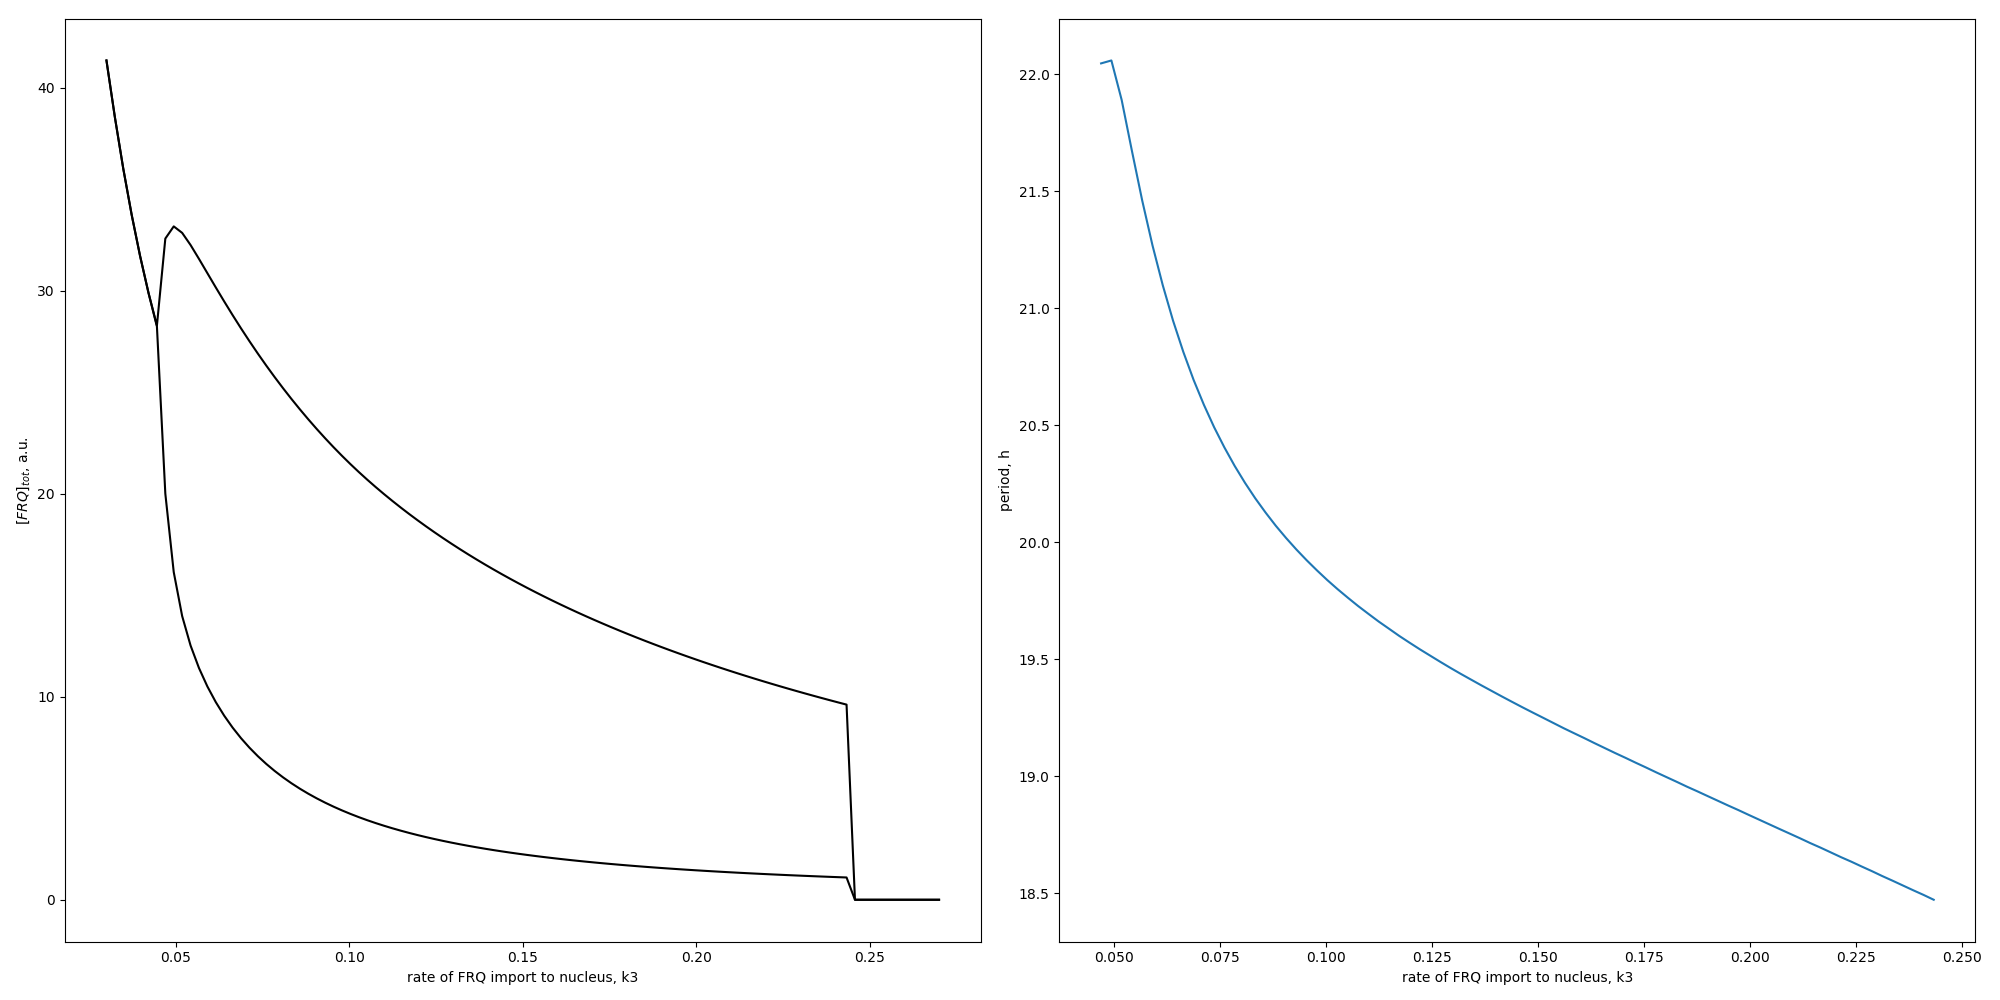 40
30
20
10
0
[FRQ]tot, a.u.
0.05 0.10 0.15 0.20 0.25
rate of FRQ import to nucleus, k3
22.0
21.5
21.0
20.5
20.0
19.5
19.0
18.5
period, h
0.050 0.075 0.100 0.125 0.150 0.175 0.200 0.225 0.250
rate of FRQ import to nucleus, k3